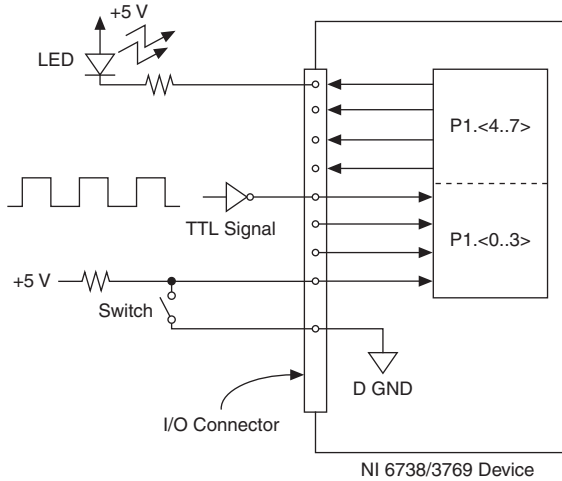 +5 V
LED
P1.<4..7>
TTL Signal
P1.<0..3>
+5 V
Switch
D GND
I/O Connector
NI 6738/3769 Device